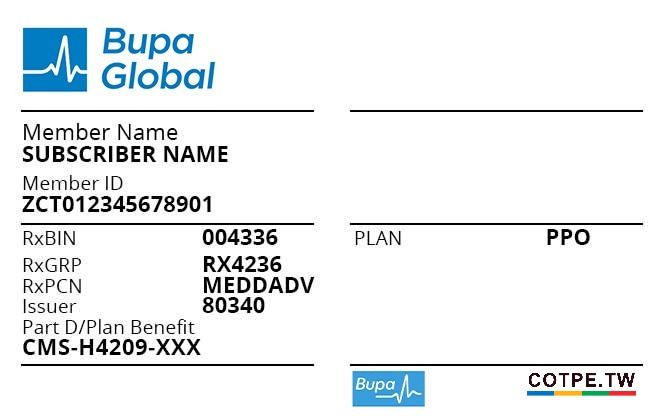 Bupa
Global
Member Name
SUBSCRIBER NAME
Member ID
ZCT012345678901
RxBIN 004336
PLAN PPO
RxGRP RX4236
RxPCN MEDDADV
Issuer 80340
Part D/Plan Benefit
CMS-H4209-XXX
Bupa
COTPE.TW